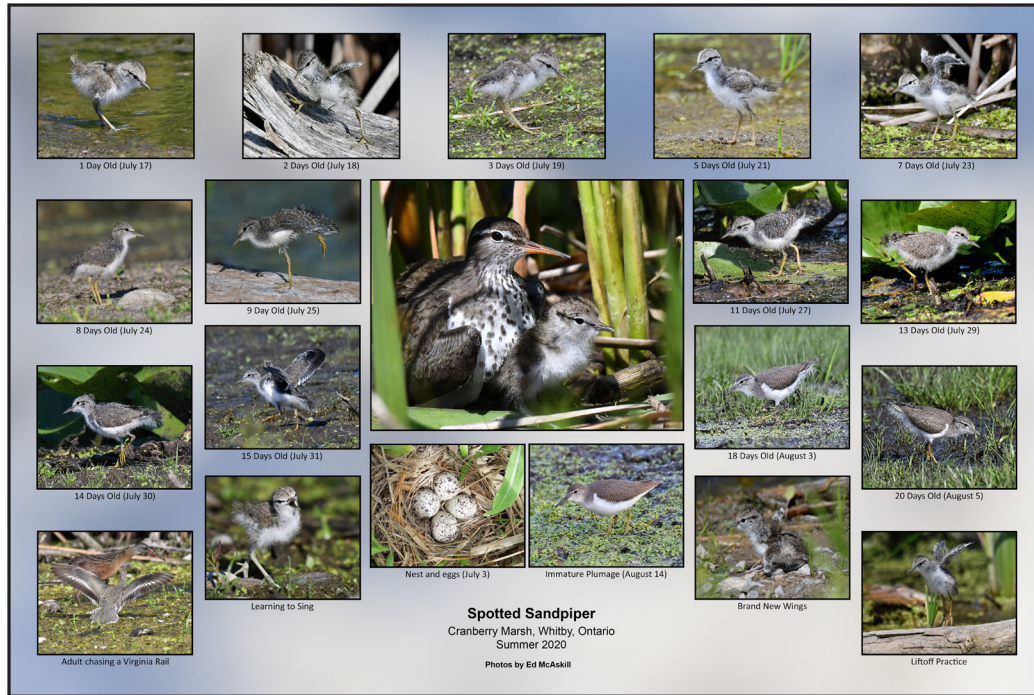 1 Day Old (July 17)
2 Days Old (July 18)
3 Days Old (July 19)
5 Days Old (July 21)
7 Days Old (July 23)
8 Days Old (July 24)
9 Day Old (July 25)
11 Days Old (July 27)
13 Days Old (July 29)
14 Days Old (July 30)
15 Days Old (July 31)
18 Days Old (August 3)
20 Days Old (August 5)
Adult chasing a Virginia Rail
Learning to Sing
Nest and eggs (July 3)
Immature Plumage (August 14)
Brand New Wings
Liftoff Practice
Spotted Sandpiper
Cranberry Marsh, Whitby, Ontario
Summer 2020
Photos by Ed McAskill